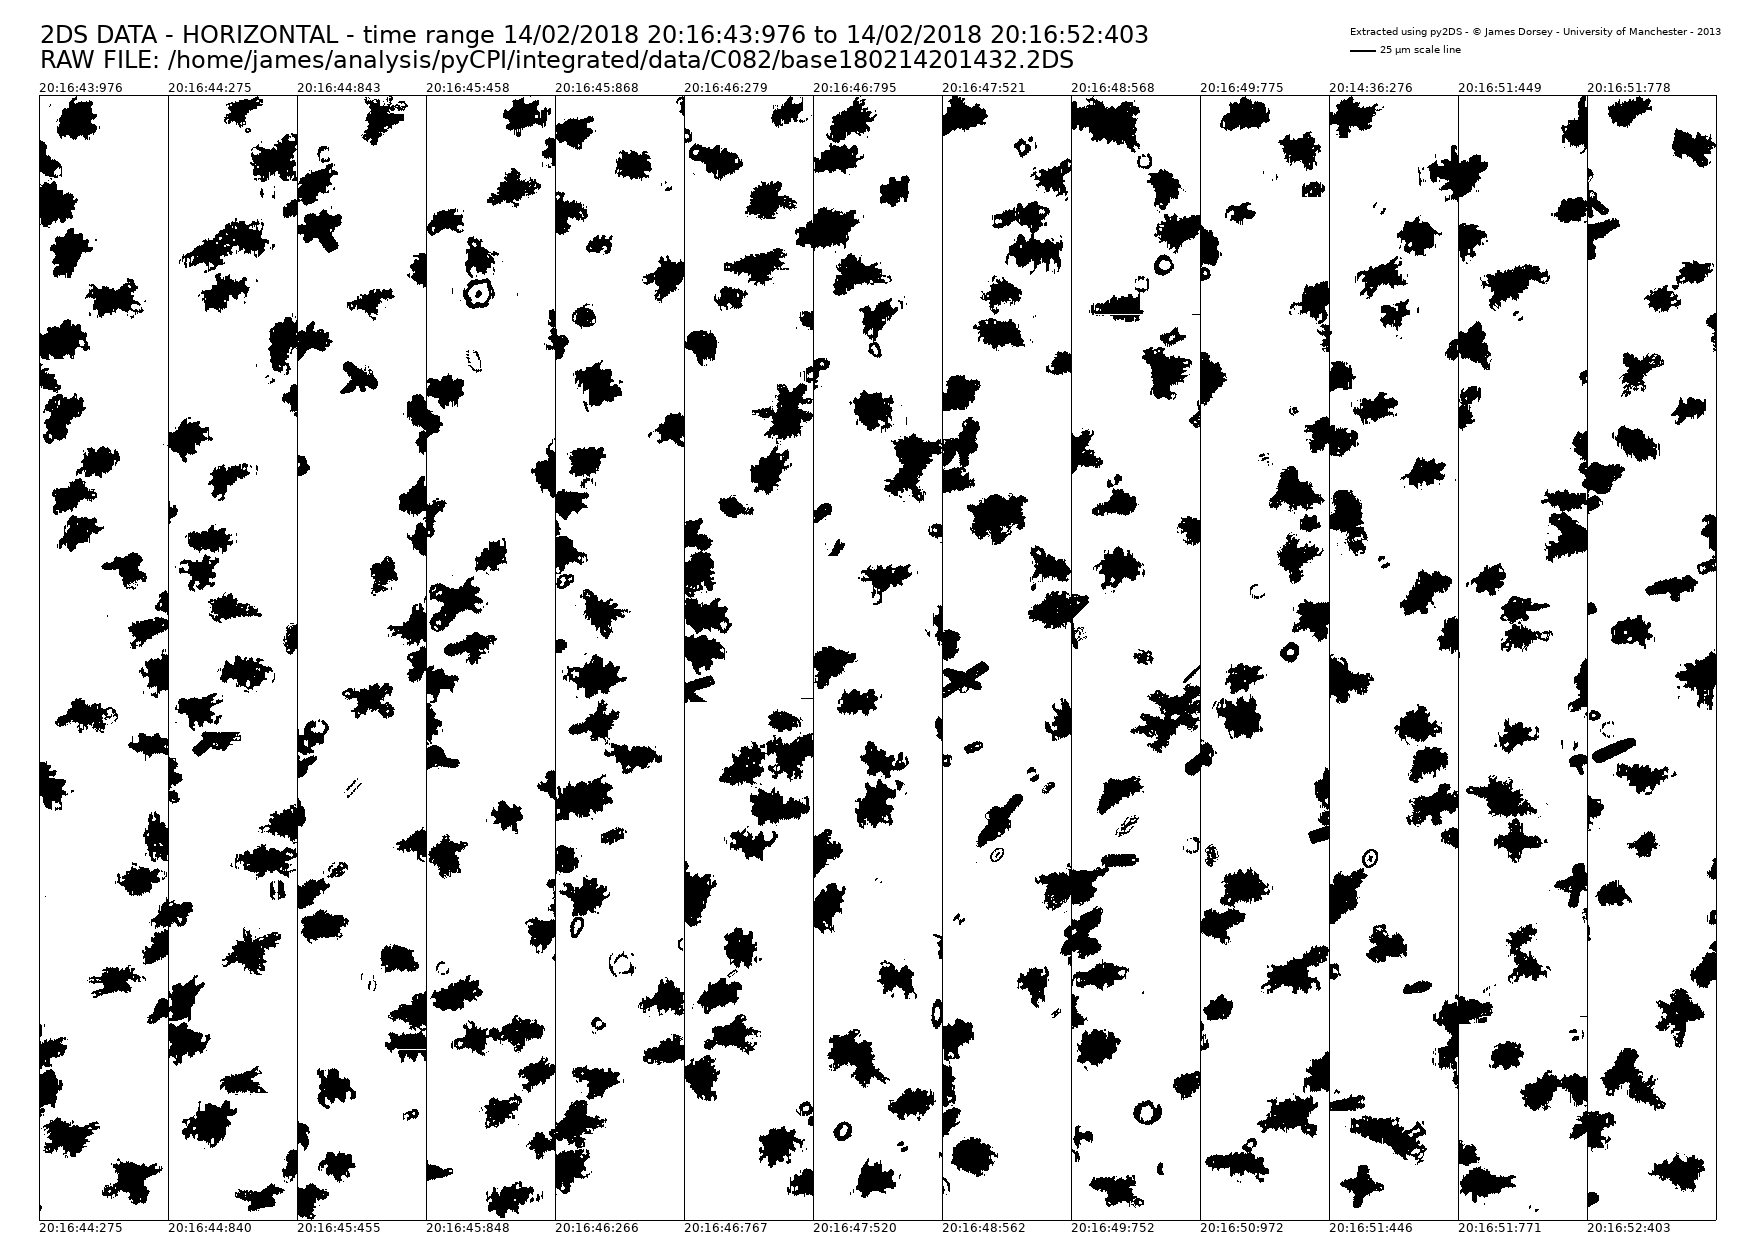 2DS DATA - HORIZONTAL - time range 14/02/2018 20:16:43:976 to 14/02/2018 20:16:52:403
RAW FILE: /home/james/analysis/pyCPI/integrated/data/C082/base180214201432.2DS
Extracted using py2DS - © James Dorsey - University of Manchester - 2013
25 µm scale line
20:16:43:976 20:16:44:275 20:16:44:843 20:16:45:458 20:16:45:868 20:16:46:279 20:16:46:795 20:16:47:521 20:16:48:568 20:16:49:775 20:14:36:276 20:16:51:449 20:16:51:778
20:16:44:275 20:16:44:840 20:16:45:455 20:16:45:848 20:16:46:266 20:16:46:767 20:16:47:520 20:16:48:562 20:16:49:752 20:16:50:972 20:16:51:446 20:16:51:771 20:16:52:403